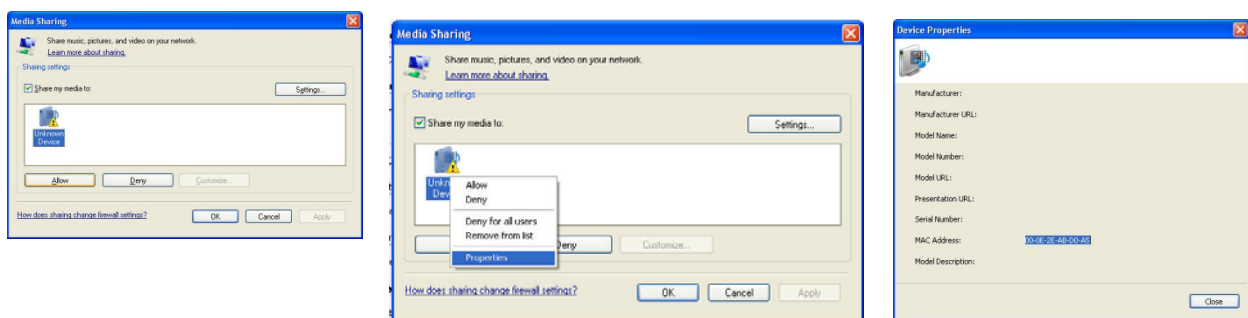 Media Sharing
Share music, pictures, and video on your network.
Learn more about sharing.
Sharing settings
Share my media to:
Settings...
Unknown
Device
Allow
Deny
Customize...
How does sharing change firewall settings?
OK
Cancel
Apply
Media Sharing
Share music, pictures, and video on your network.
Learn more about sharing.
Sharing settings
Share my media to:
Settings...
Unkn
Dev
Allow
Deny
Deny for all users
Remove from list
Properties
Deny
Customize...
How does sharing change firewall settings?
OK
Cancel
Apply
Device Properties
Manufacturer:
Manufacturer URL:
Model Name:
Model Number:
Model URL:
Presentation URL:
Serial Number:
MAC Address: 00-0E-2E-AB-D0-A5
Model Description:
Close